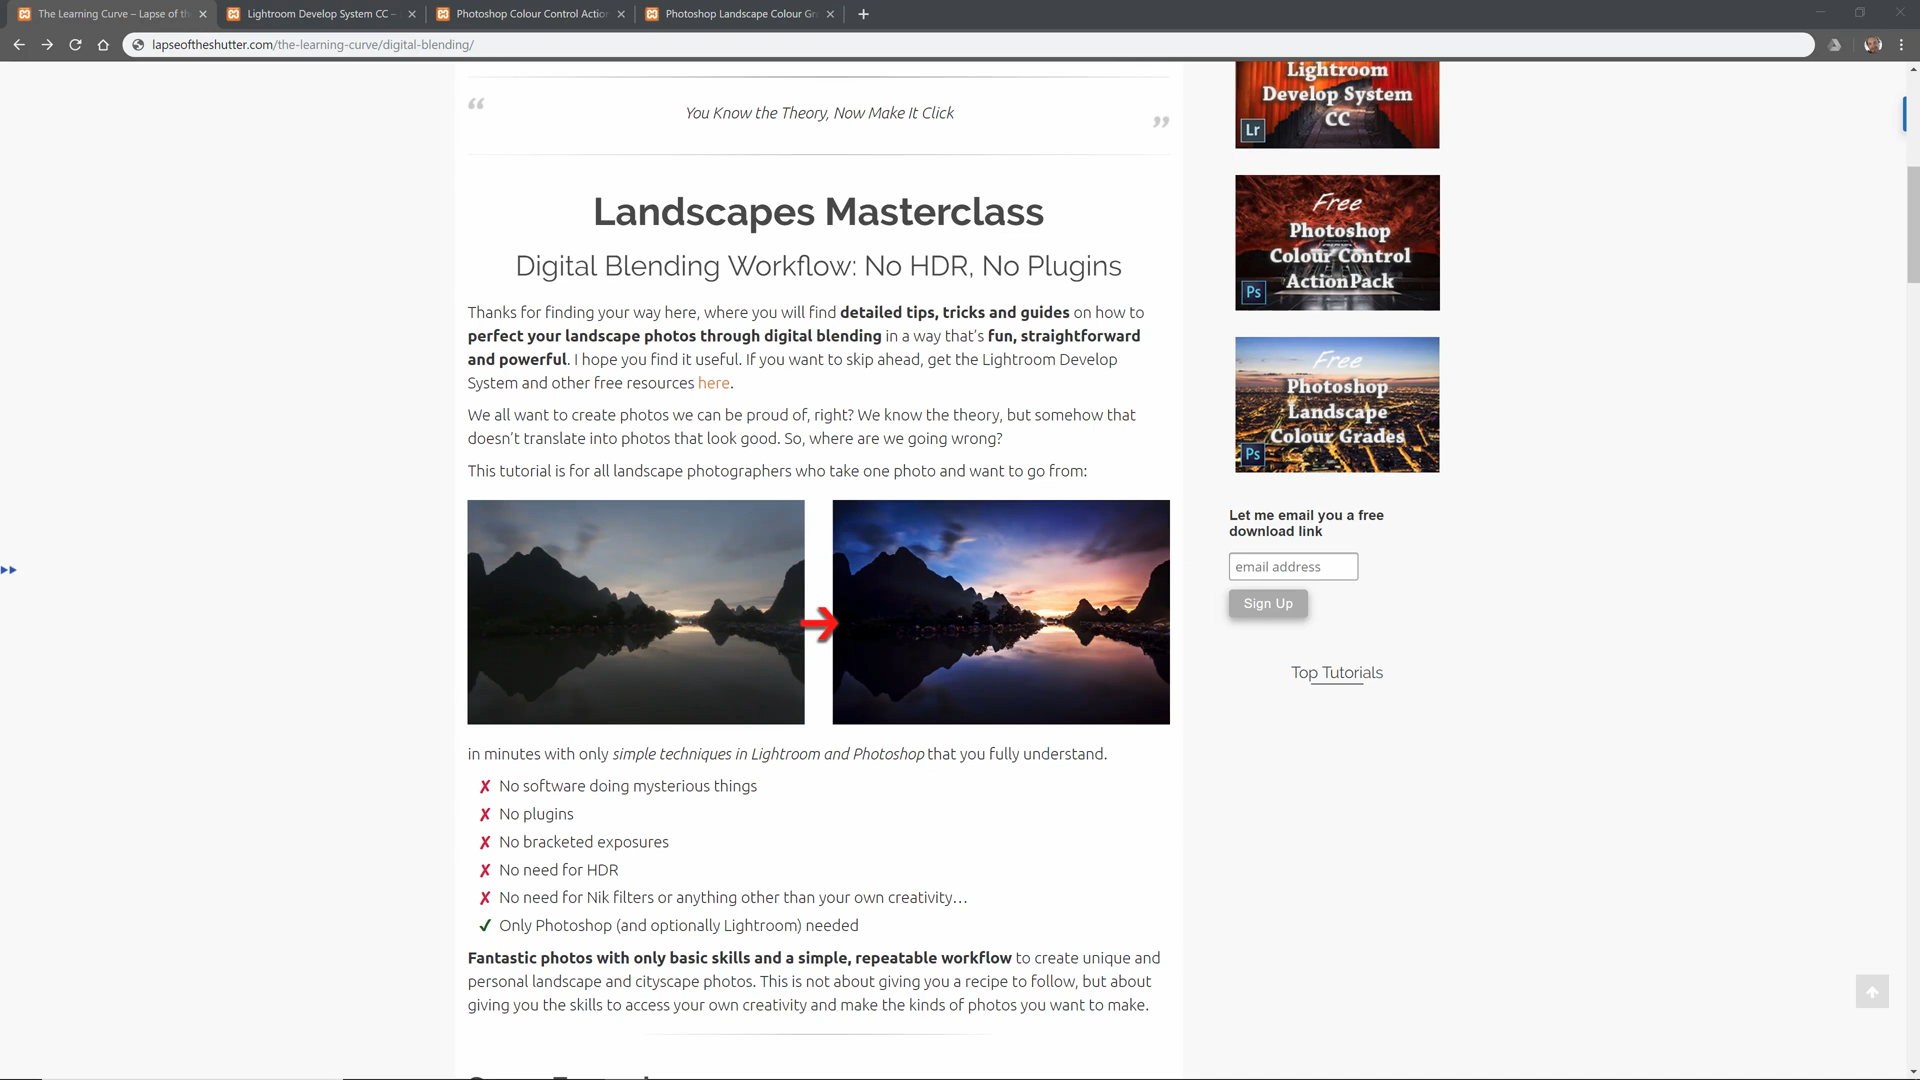 The Learning Curve – Lapse of th
Lightroom Develop System CC –
Photoshop Colour Control Action
Photoshop Landscape Colour Gr
lapseoftheshutter.com/the-learning-curve/digital-blending/
“
You Know the Theory, Now Make It Click
”
Landscapes Masterclass
Digital Blending Workflow: No HDR, No Plugins
Thanks for finding your way here, where you will find detailed tips, tricks and guides on how to
perfect your landscape photos through digital blending in a way that’s fun, straightforward
and powerful. I hope you find it useful. If you want to skip ahead, get the Lightroom Develop
System and other free resources here.
We all want to create photos we can be proud of, right? We know the theory, but somehow that
doesn’t translate into photos that look good. So, where are we going wrong?
This tutorial is for all landscape photographers who take one photo and want to go from:
in minutes with only simple techniques in Lightroom and Photoshop that you fully understand.
✗ No software doing mysterious things
✗ No plugins
✗ No bracketed exposures
✗ No need for HDR
✗ No need for Nik filters or anything other than your own creativity…
✓ Only Photoshop (and optionally Lightroom) needed
Fantastic photos with only basic skills and a simple, repeatable workflow to create unique and
personal landscape and cityscape photos. This is not about giving you a recipe to follow, but about
giving you the skills to access your own creativity and make the kinds of photos you want to make.
Lightroom
Develop System
CC
Lr
Free
Photoshop
Colour Control
ActionPack
Ps
Free
Photoshop
Landscape
Colour Grades
Ps
Let me email you a free
download link
email address
Sign Up
Top Tutorials